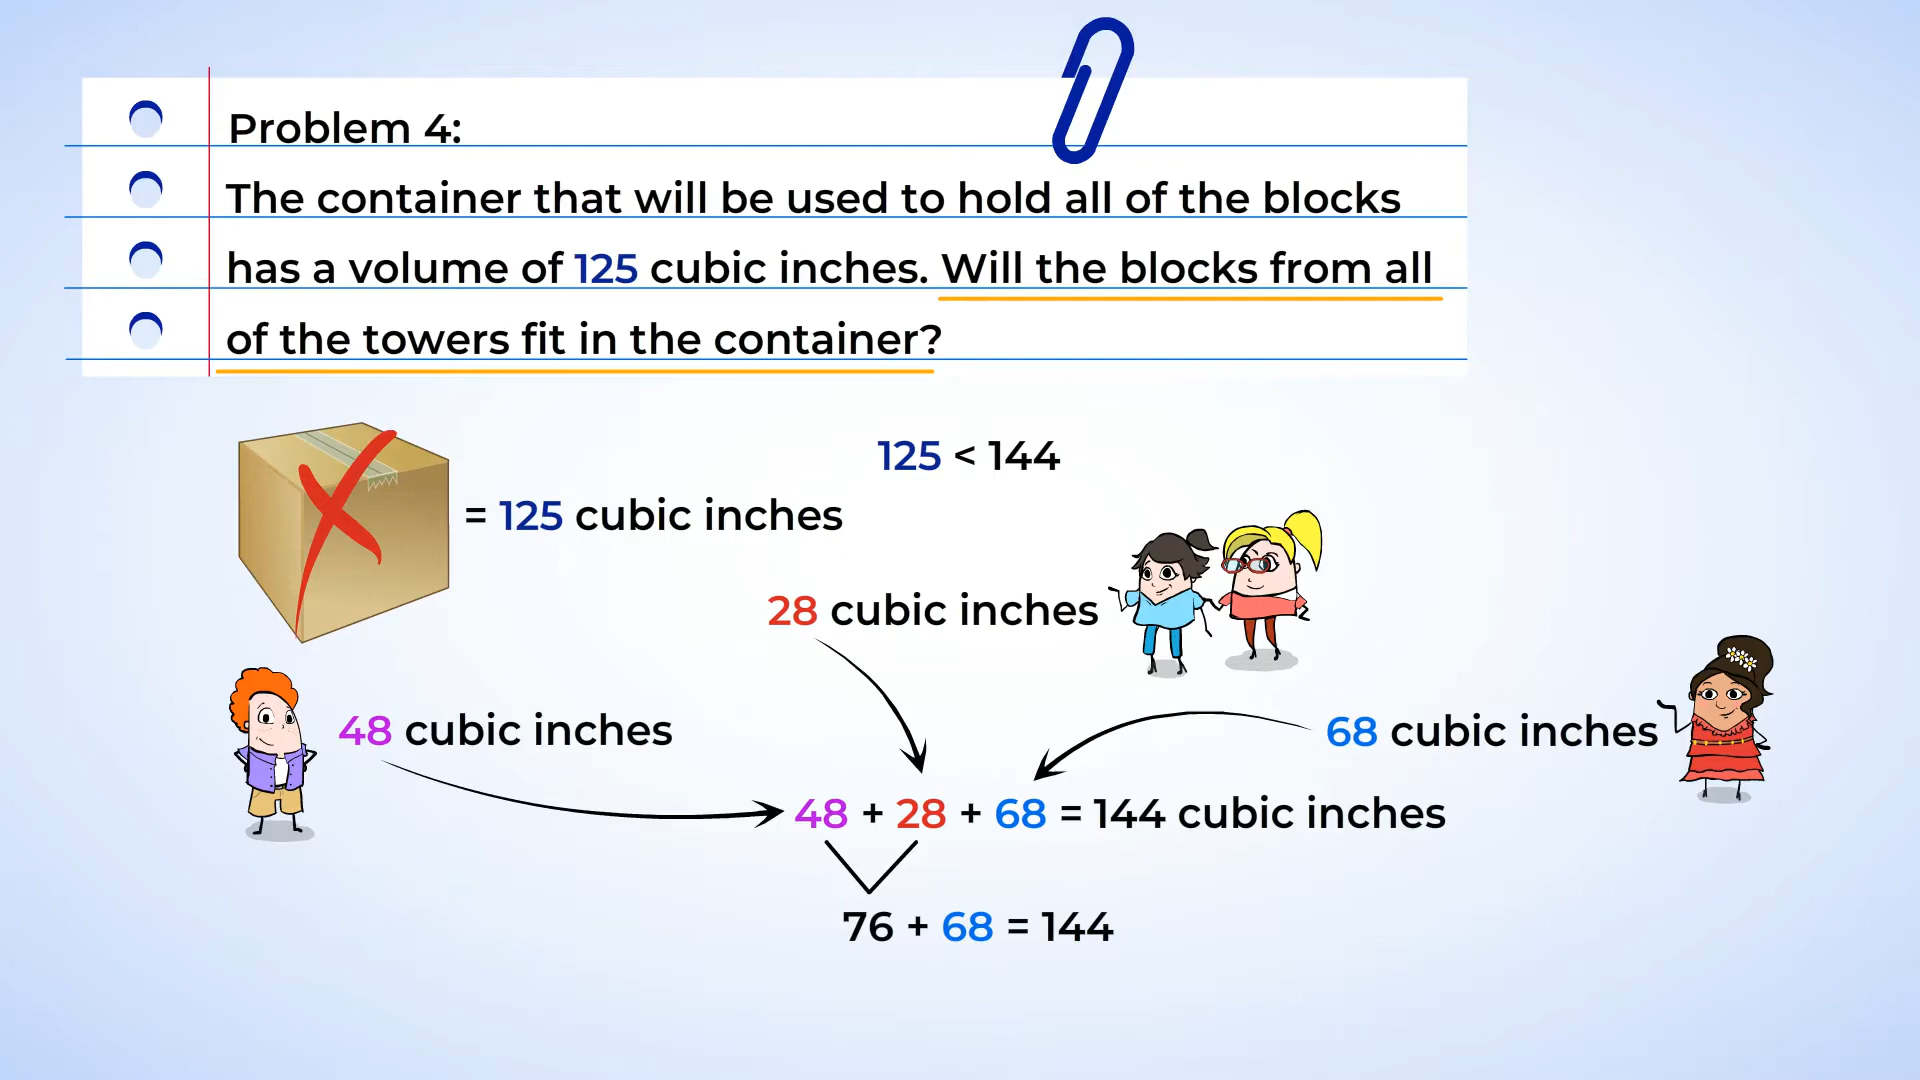 Problem 4:
The container that will be used to hold all of the blocks
has a volume of 125 cubic inches. Will the blocks from all
of the towers fit in the container?
125 < 144
= 125 cubic inches
28 cubic inches
48 cubic inches
68 cubic inches
48 + 28 + 68 = 144 cubic inches
76 + 68 = 144